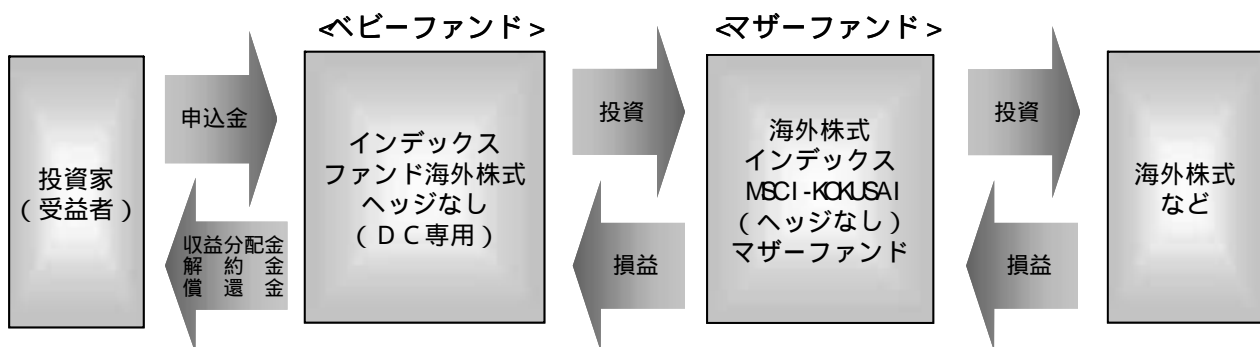 <ベビーファンド>
<マザーファンド>
投資家
(受益者)
申込金
収益分配金
解約金
償還金
インデックス
ファンド海外株式
ヘッジなし
(DC専用)
投資
損益
海外株式
インデックス
MSCI-KOKUSAI
(ヘッジなし)
マザーファンド
投資
損益
海外株式
など